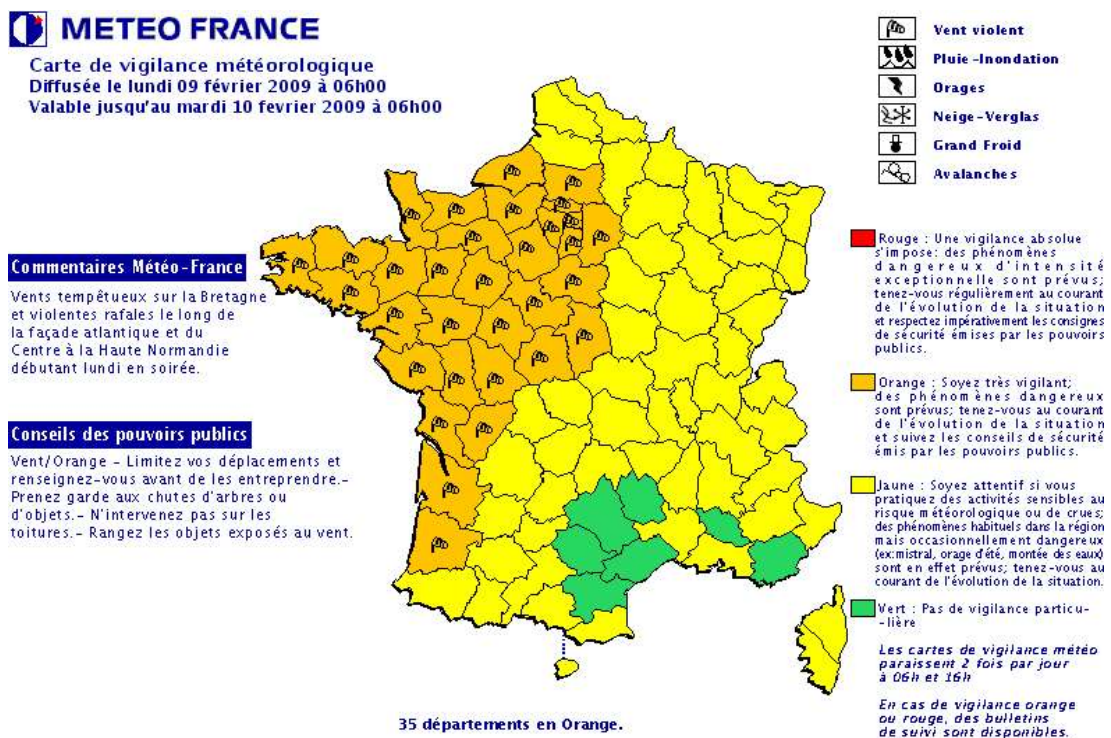 METEO FRANCE
Carte de vigilance météorologique
Diffusée le lundi 09 février 2009 à 06h00
Valable jusqu'au mardi 10 fevrier 2009 à 06h00
Commentaires Météo-France
Vents tempêtueux sur la Bretagne
et violentes rafales le long de
la façade atlantique et du
Centre à la Haute Normandie
débutant lundi en soirée.
Conseils des pouvoirs publics
Vent/Orange - Limitez vos déplacements et
renseignez-vous avant de les entreprendre.-
Prenez garde aux chutes d'arbres ou
d'objets.- N'intervenez pas sur les
toitures.- Rangez les objets exposés au vent.
35 départements en Orange.
Vent violent
Pluie-Inondation
Orages
Neige-Verglas
Grand Froid
Avalanches
Rouge : Une vigilance absolue
s'impose: des phénomènes
dangereux d'intensité
exceptionnelle sont prévus;
tenez-vous régulièrement au courant
de l'évolution de la situation
et respectez impérativement les consignes
de sécurité émises par les pouvoirs
publics.
Orange : Soyez très vigilant;
des phénomènes dangereux
sont prévus; tenez-vous au courant
de l'évolution de la situation
et suivez les conseils de sécurité
émis par les pouvoirs publics.
Jaune : Soyez attentif si vous
pratiquez des activités sensibles au
risque météorologique ou de crues;
des phénomènes habituels dans la région
mais occasionnellement dangereux
(ex:mistral, orage d'été, montée des eaux)
sont en effet prévus; tenez-vous au
courant de l'évolution de la situation.
Vert : Pas de vigilance particu-
-lière
Les cartes de vigilance météo
paraissent 2 fois par jour
à 06h et 16h
En cas de vigilance orange
ou rouge, des bulletins
de suivi sont disponibles.